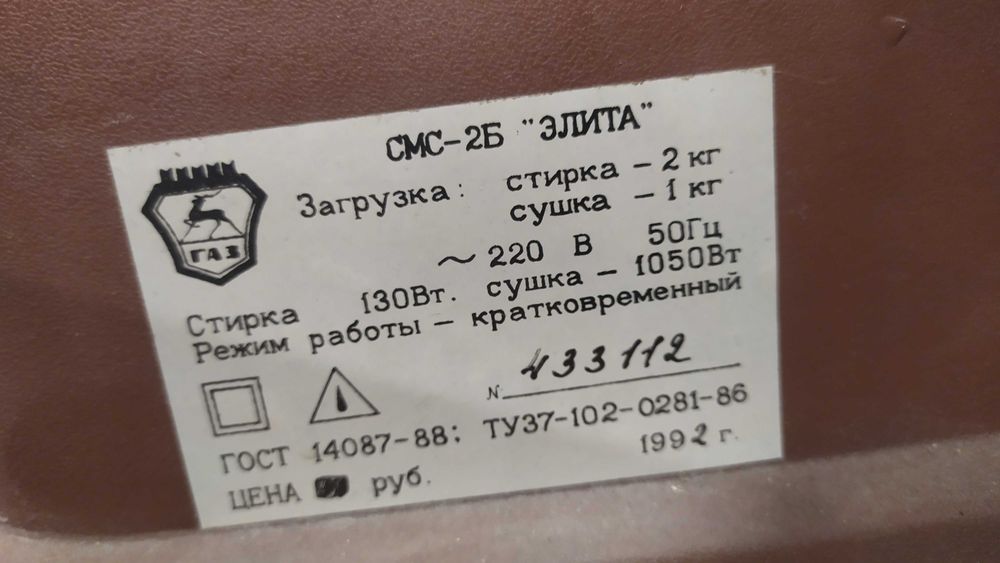 СМС-2Б "ЭЛИТА"
ГАЗ
Загрузка: стирка - 2 кг
сушка - 1 кг
~ 220 В 50Гц
Стирка 130Вт. сушка - 1050Вт
Режим работы - кратковременный
N 433112
ГОСТ 14087-88; ТУ37-102-0281-86
1992 г.
ЦЕНА руб.